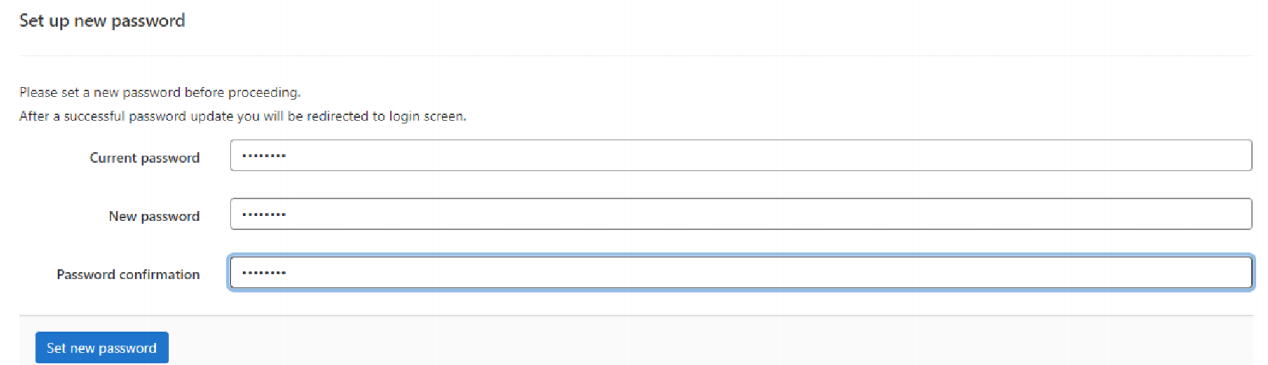 Set up new password
Please set a new password before proceeding.
After a successful password update you will be redirected to login screen.
Current password ········
New password ········
Password confirmation ········
Set new password